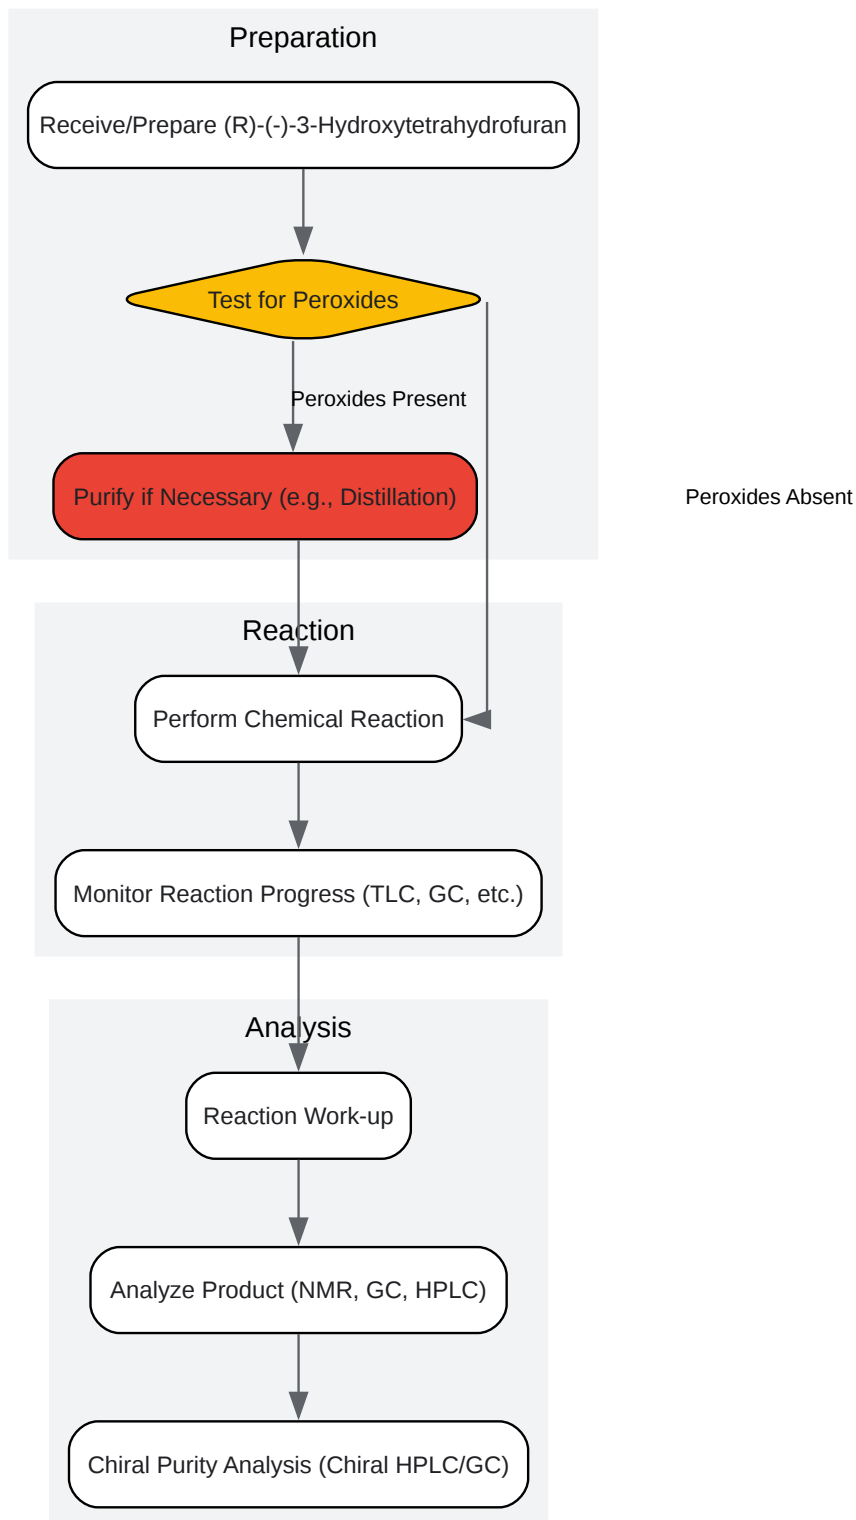 Preparation
Receive/Prepare (R)-(-)-3-Hydroxytetrahydrofuran
Test for Peroxides
Peroxides Present
Purify if Necessary (e.g., Distillation)
Peroxides Absent
Reaction
Perform Chemical Reaction
Monitor Reaction Progress (TLC, GC, etc.)
Analysis
Reaction Work-up
Analyze Product (NMR, GC, HPLC)
Chiral Purity Analysis (Chiral HPLC/GC)